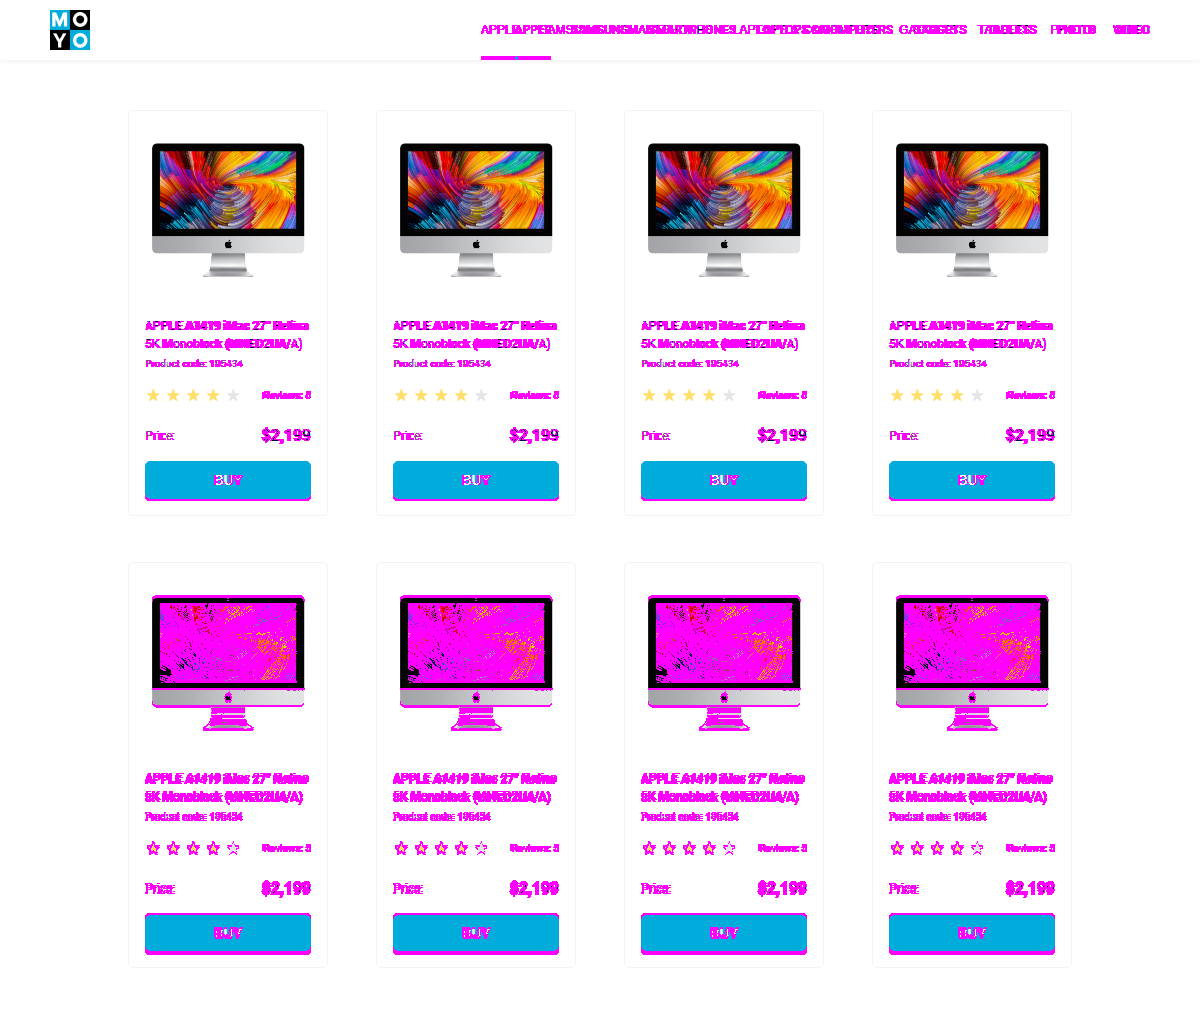 MO
YO
APPLE SAMSUNG SMARTPHONES LAPTOPS & COMPUTERS GADGETS TABLETS PHOTO VIDEO
APPLE A1419 iMac 27" Retina APPLE A1419 iMac 27" Retina APPLE A1419 iMac 27" Retina APPLE A1419 iMac 27" Retina
5K Monoblock (MNED2UA/A) 5K Monoblock (MNED2UA/A) 5K Monoblock (MNED2UA/A) 5K Monoblock (MNED2UA/A)
Product code: 195434 Product code: 195434 Product code: 195434 Product code: 195434
Reviews: 5 Reviews: 5 Reviews: 5 Reviews: 5
Price: $2,199 Price: $2,199 Price: $2,199 Price: $2,199
BUY BUY BUY BUY
APPLE A1419 iMac 27" Retina APPLE A1419 iMac 27" Retina APPLE A1419 iMac 27" Retina APPLE A1419 iMac 27" Retina
5K Monoblock (MNED2UA/A) 5K Monoblock (MNED2UA/A) 5K Monoblock (MNED2UA/A) 5K Monoblock (MNED2UA/A)
Product code: 195434 Product code: 195434 Product code: 195434 Product code: 195434
Reviews: 5 Reviews: 5 Reviews: 5 Reviews: 5
Price: $2,199 Price: $2,199 Price: $2,199 Price: $2,199
BUY BUY BUY BUY